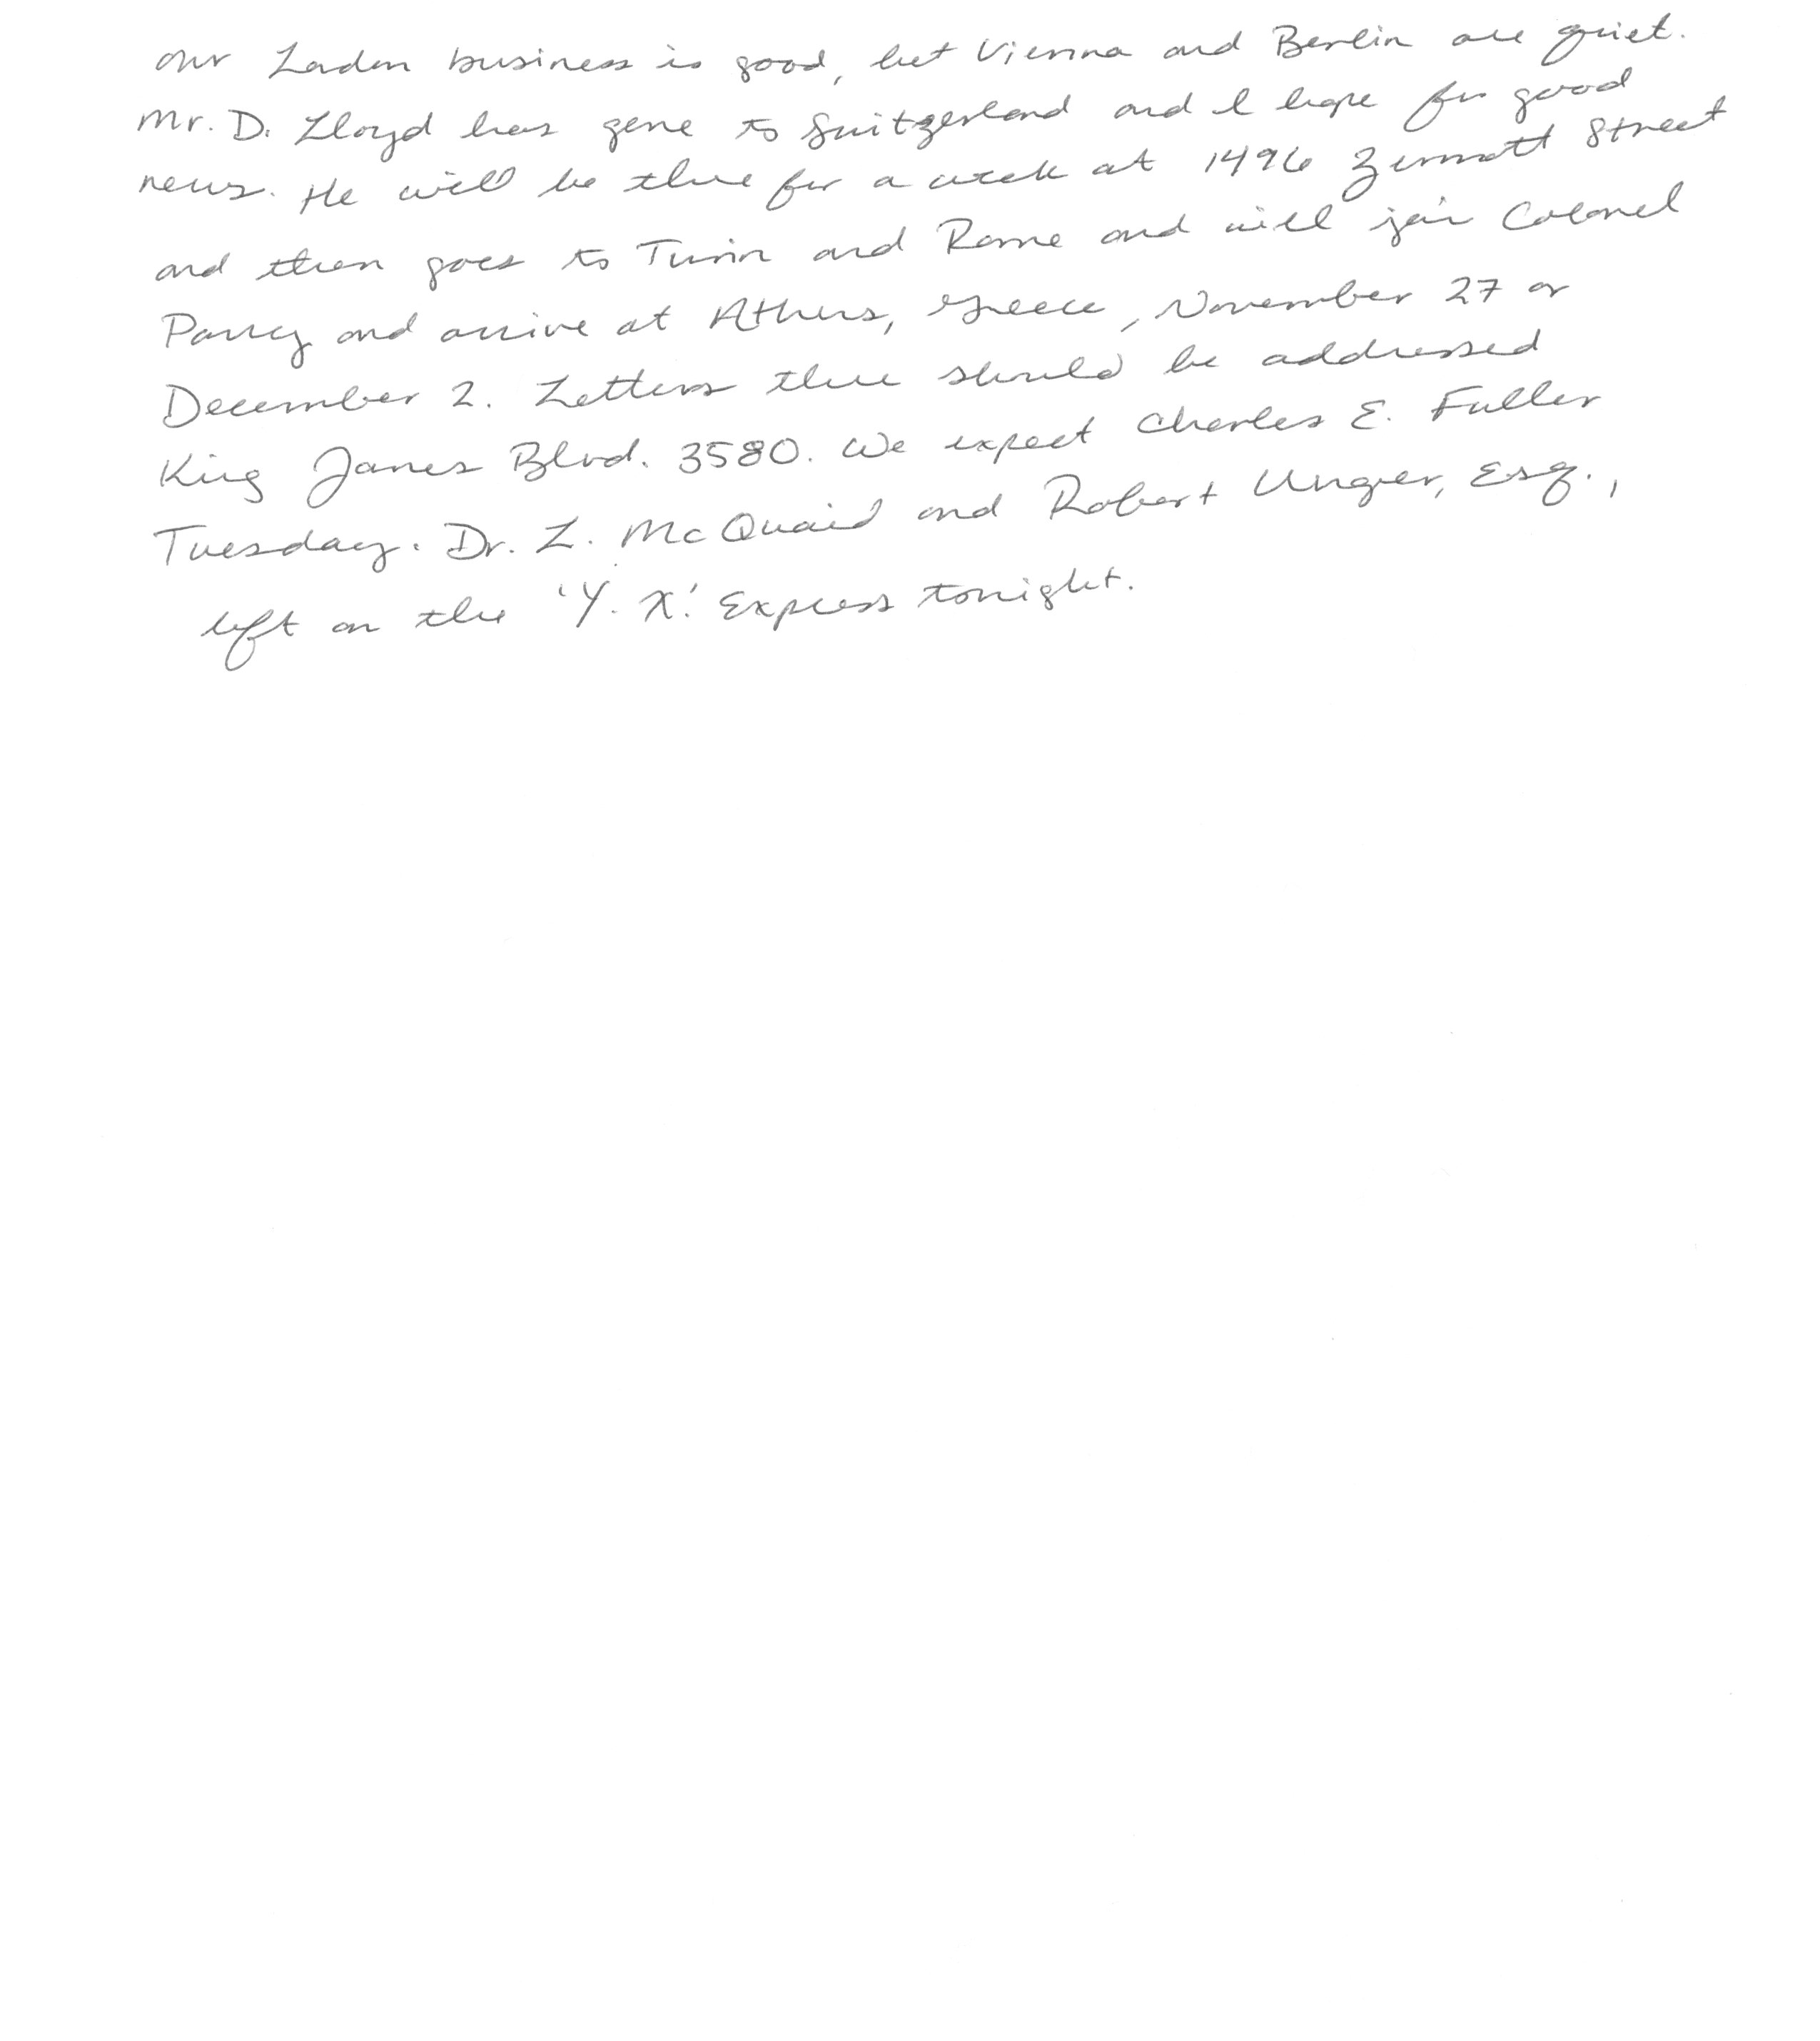 Our London business is good, but Vienna and Berlin are quiet.
Mr. D. Lloyd has gone to Switzerland and I hope for good
news. He will be there for a week at 1496 Zermott Street
and then goes to Turin and Rome and will join Colonel
Parry and arrive at Athens, Greece, November 27 or
December 2. Letters there should be addressed
King James Blvd. 3580. We expect Charles E. Fuller
Tuesday. Dr. L. McQuaid and Robert Unger, Esq.,
left on the 'Y. X.' Express tonight.